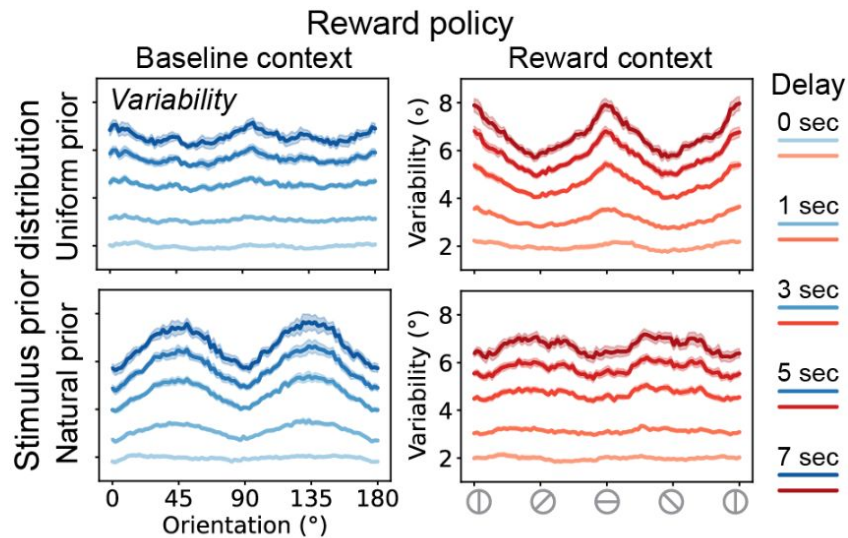 Reward policy
Baseline context
Reward context
Delay
Stimulus prior distribution
Uniform prior
Natural prior
Variability
Variability (∘)
8
6
4
2
Variability (°)
8
6
4
2
0 45 90 135 180
Orientation (°)
0 sec
1 sec
3 sec
5 sec
7 sec